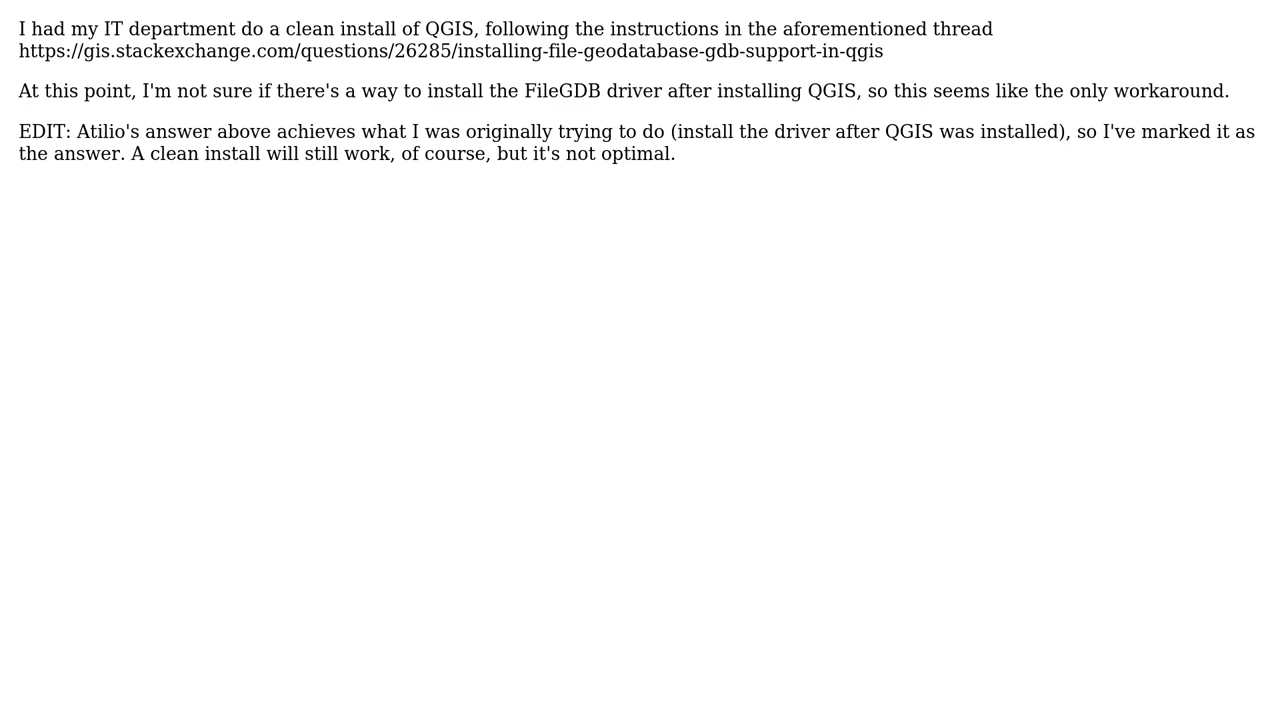 I had my IT department do a clean install of QGIS, following the instructions in the aforementioned thread
https://gis.stackexchange.com/questions/26285/installing-file-geodatabase-gdb-support-in-qgis
At this point, I'm not sure if there's a way to install the FileGDB driver after installing QGIS, so this seems like the only workaround.
EDIT: Atilio's answer above achieves what I was originally trying to do (install the driver after QGIS was installed), so I've marked it as
the answer. A clean install will still work, of course, but it's not optimal.